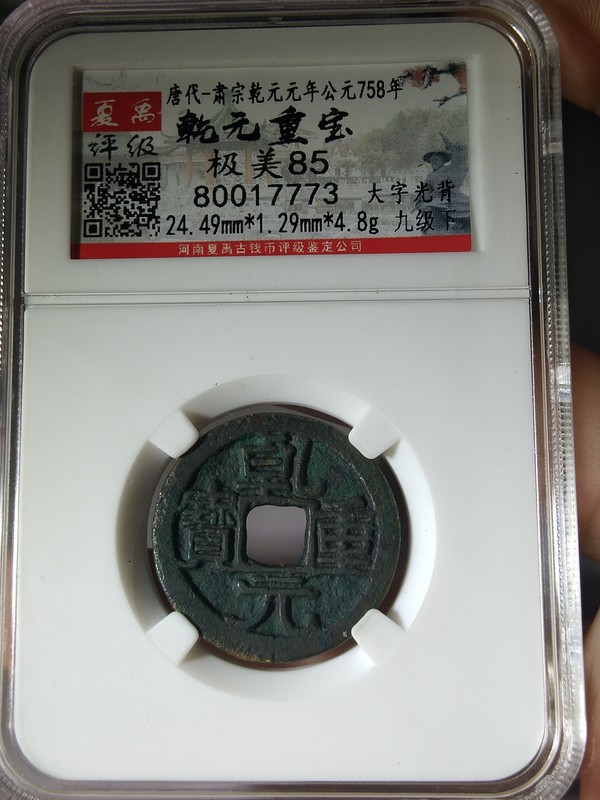 唐代-肃宗乾元元年公元758年
夏禹
评级
乾元重宝
极美85
80017773 大字光背
24.49mm*1.29mm*4.8g 九级下
河南夏禹古钱币评级鉴定公司
乾元重寶